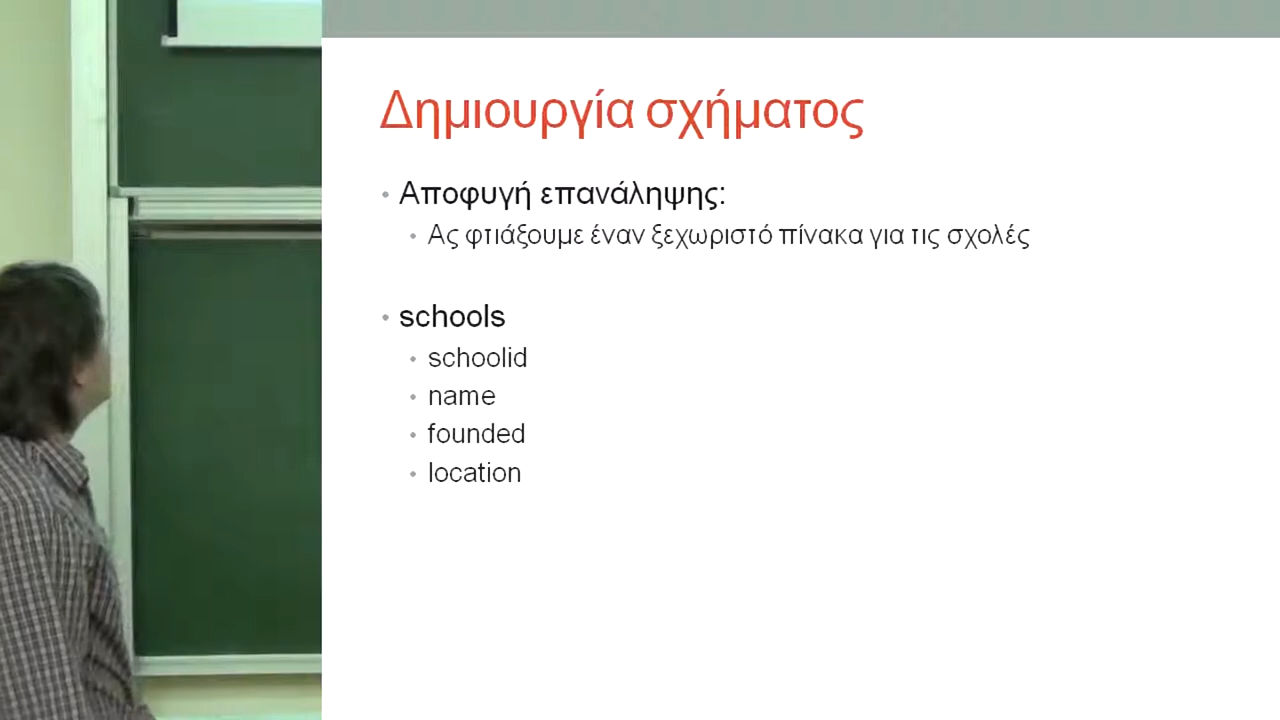 Δημιουργία σχήματος
• Αποφυγή επανάληψης:
• Ας φτιάξουμε έναν ξεχωριστό πίνακα για τις σχολές
• schools
• schoolid
• name
• founded
• location